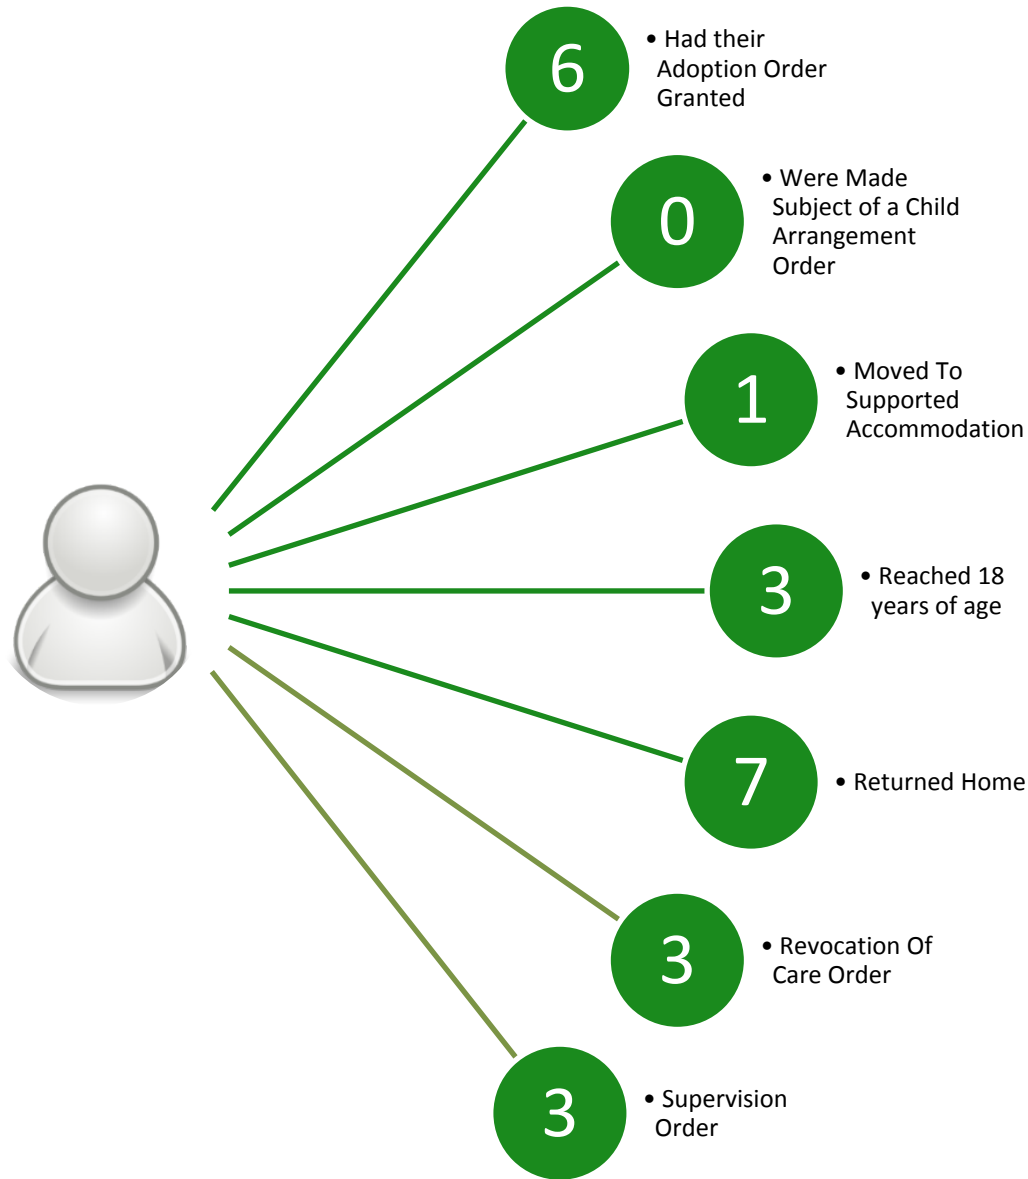 6
• Had their
Adoption Order
Granted
0
• Were Made
Subject of a Child
Arrangement
Order
1
• Moved To
Supported
Accommodation
3
• Reached 18
years of age
7
• Returned Home
3
• Revocation Of
Care Order
3
• Supervision
Order